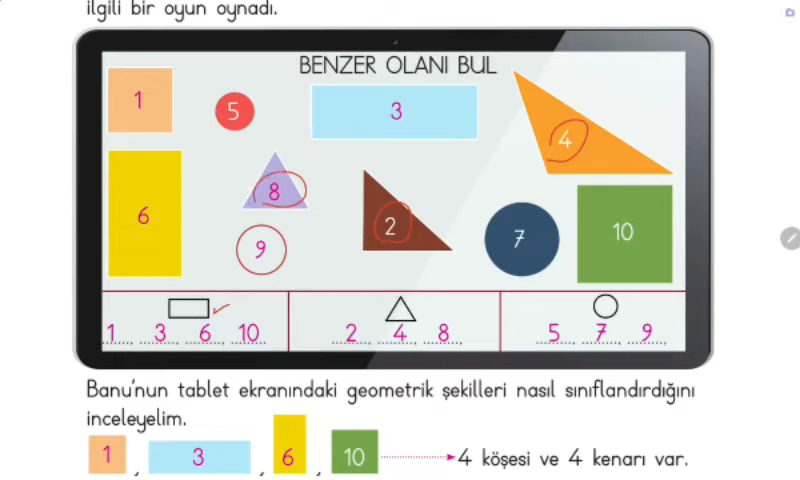 ilgili bir oyun oynadı.
BENZER OLANI BUL
1
5
3
4
6
8
2
9
7
10
1, 3, 6, 10
2, 4, 8,
5, 7, 9,
Banu'nun tablet ekranındaki geometrik şekilleri nasıl sınıflandırdığını
inceleyelim.
1, 3, 6, 10 4 köşesi ve 4 kenarı var.